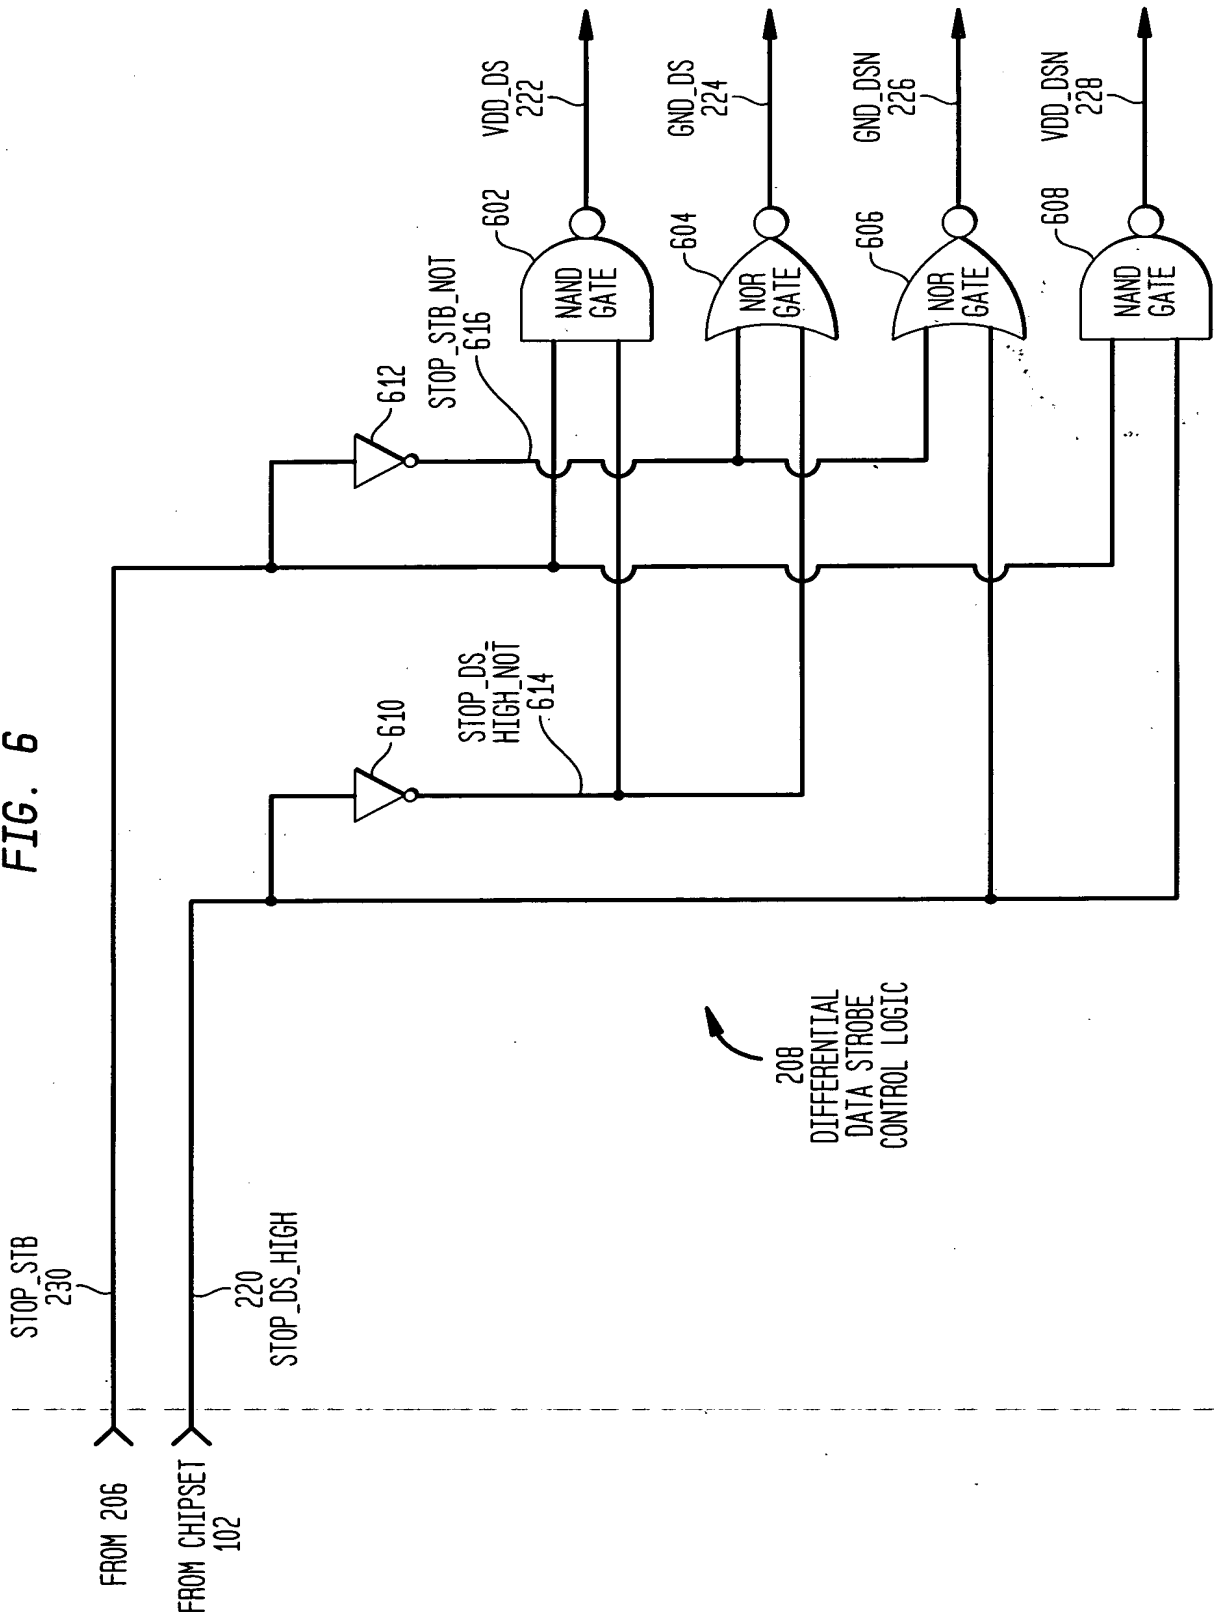 FIG. 6
FROM 206
STOP_STB
230
FROM CHIPSET
102
220
STOP_DS_HIGH
610
612
STOP_DS_
HIGH_NOT
614
STOP_STB_NOT
616
602
NAND
GATE
VDD_DS
222
604
NOR
GATE
GND_DS
224
606
NOR
GATE
GND_DSN
226
608
NAND
GATE
VDD_DSN
228
208
DIFFERENTIAL
DATA STROBE
CONTROL LOGIC